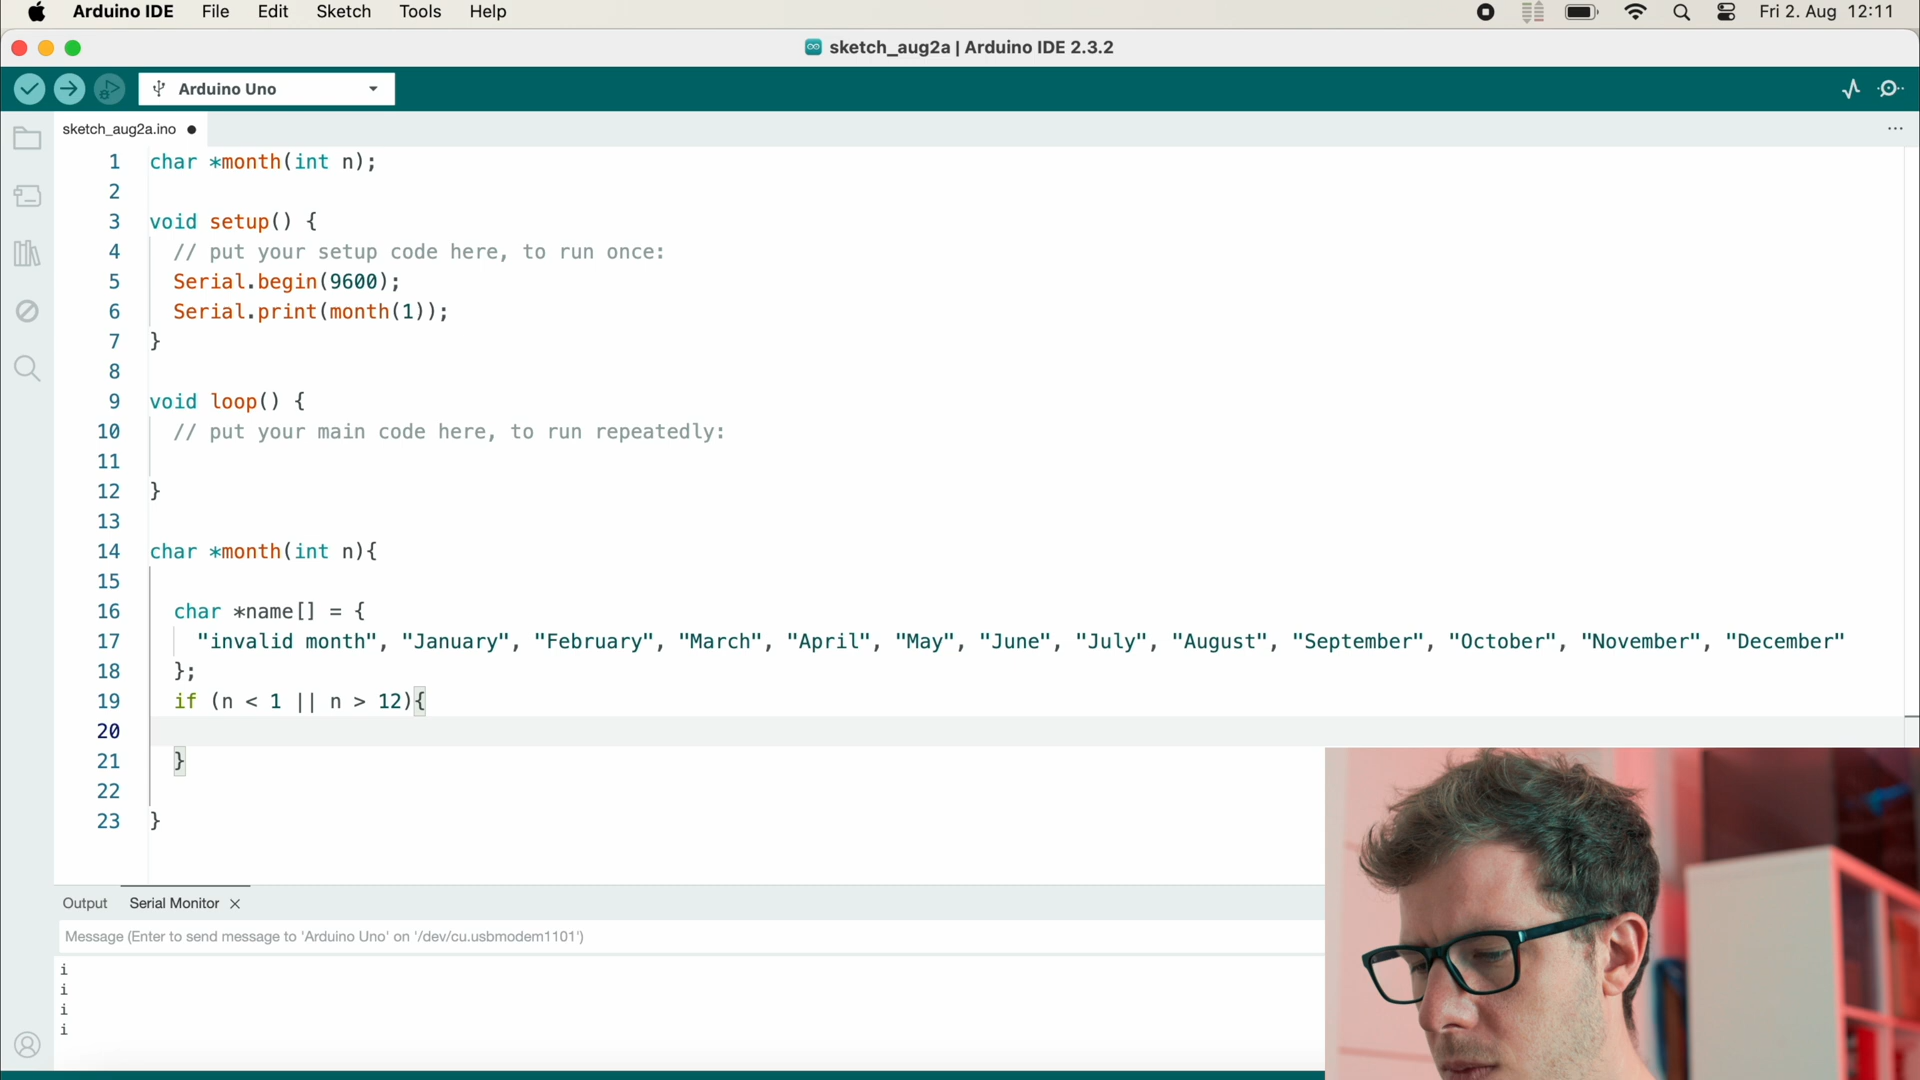 Arduino IDE File Edit Sketch Tools Help Fri 2. Aug 12:11
sketch_aug2a | Arduino IDE 2.3.2
Arduino Uno
sketch_aug2a.ino
1 char *month(int n);
2
3 void setup() {
4 // put your setup code here, to run once:
5 Serial.begin(9600);
6 Serial.print(month(1));
7 }
8
9 void loop() {
10 // put your main code here, to run repeatedly:
11
12 }
13
14 char *month(int n){
15
16 char *name[] = {
17 "invalid month", "January", "February", "March", "April", "May", "June", "July", "August", "September", "October", "November", "December"
18 };
19 if (n < 1 || n > 12){
20
21 }
22
23 }
Output Serial Monitor
Message (Enter to send message to 'Arduino Uno' on '/dev/cu.usbmodem1101')
i
i
i
i